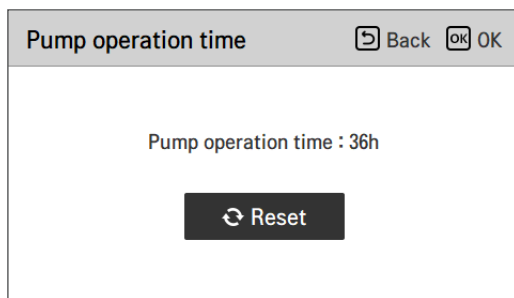 Pump operation time Back OK OK
Pump operation time : 36h
Reset